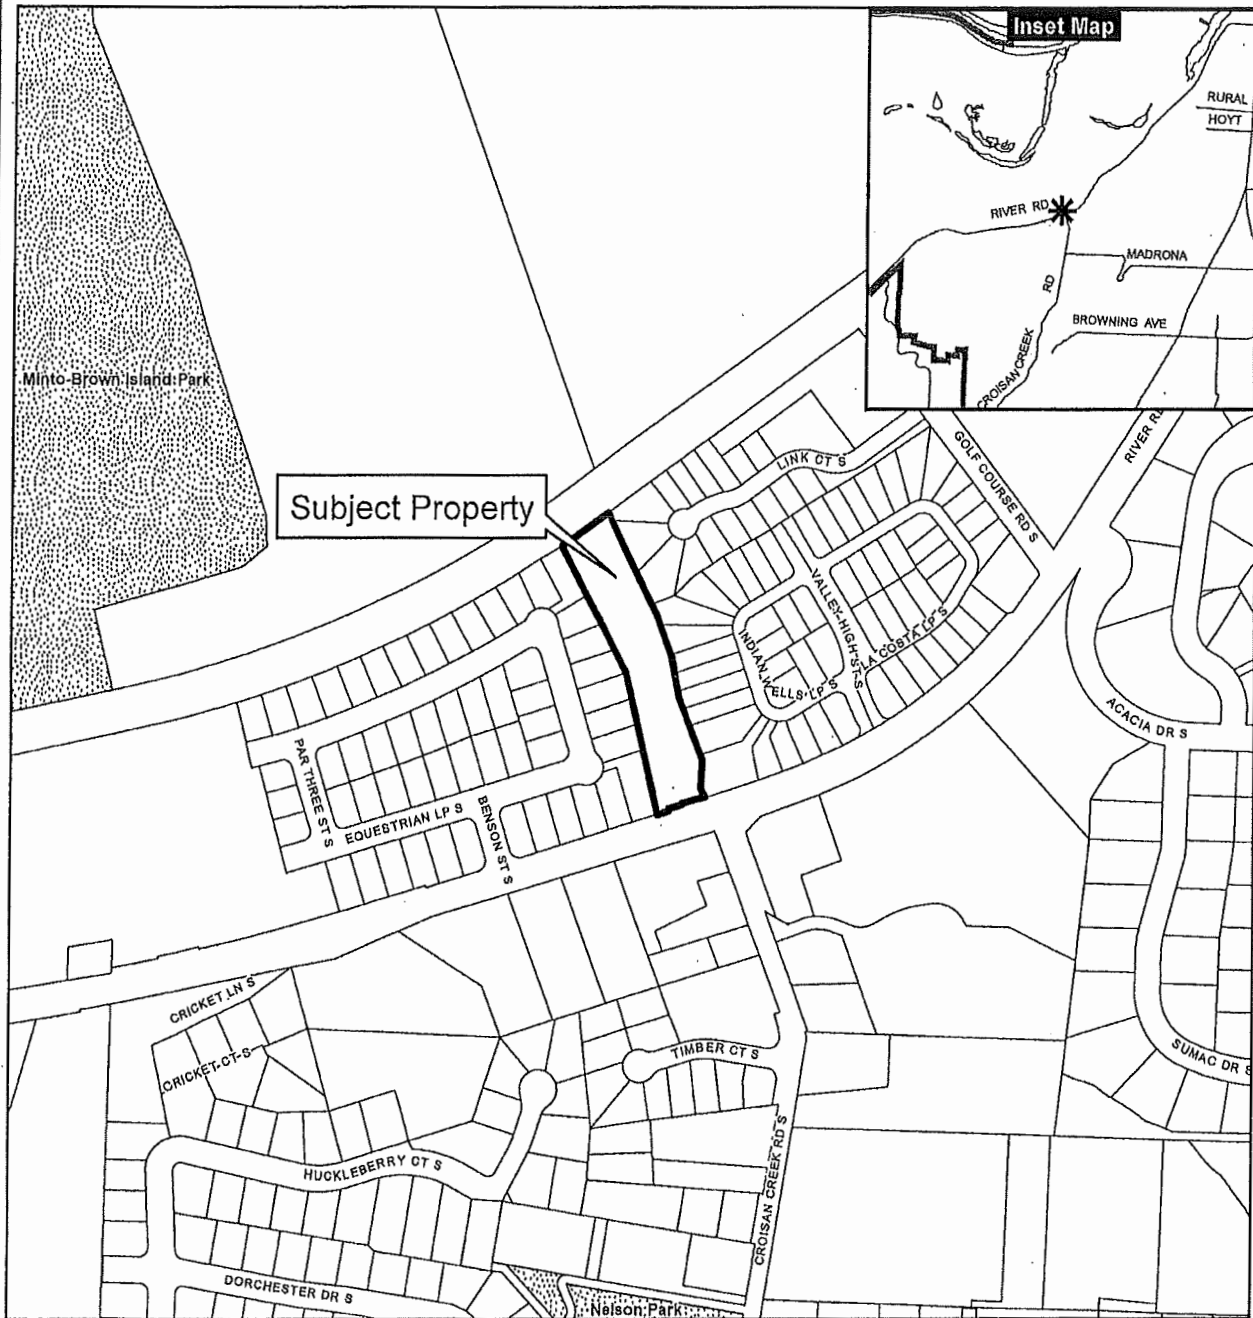 Inset Map
RURAL
HOYT
RIVER RD
MADRONA
RD
BROWNING AVE
CROISAN CREEK
Minto-Brown Island Park
Subject Property
LINK CT S
GOLF COURSE RD S
RIVER RD
VALLEY HIGH ST S
INDIAN WELLS LP S
LA COSTA LP S
ACACIA DR S
PAR THREE ST S
EQUESTRIAN LP S
BENSON ST S
CRICKET LN S
CRICKET CT S
TIMBER CT S
SUMAC DR S
HUCKLEBERRY CT S
CROISAN CREEK RD S
DORCHESTER DR S
Nelson Park